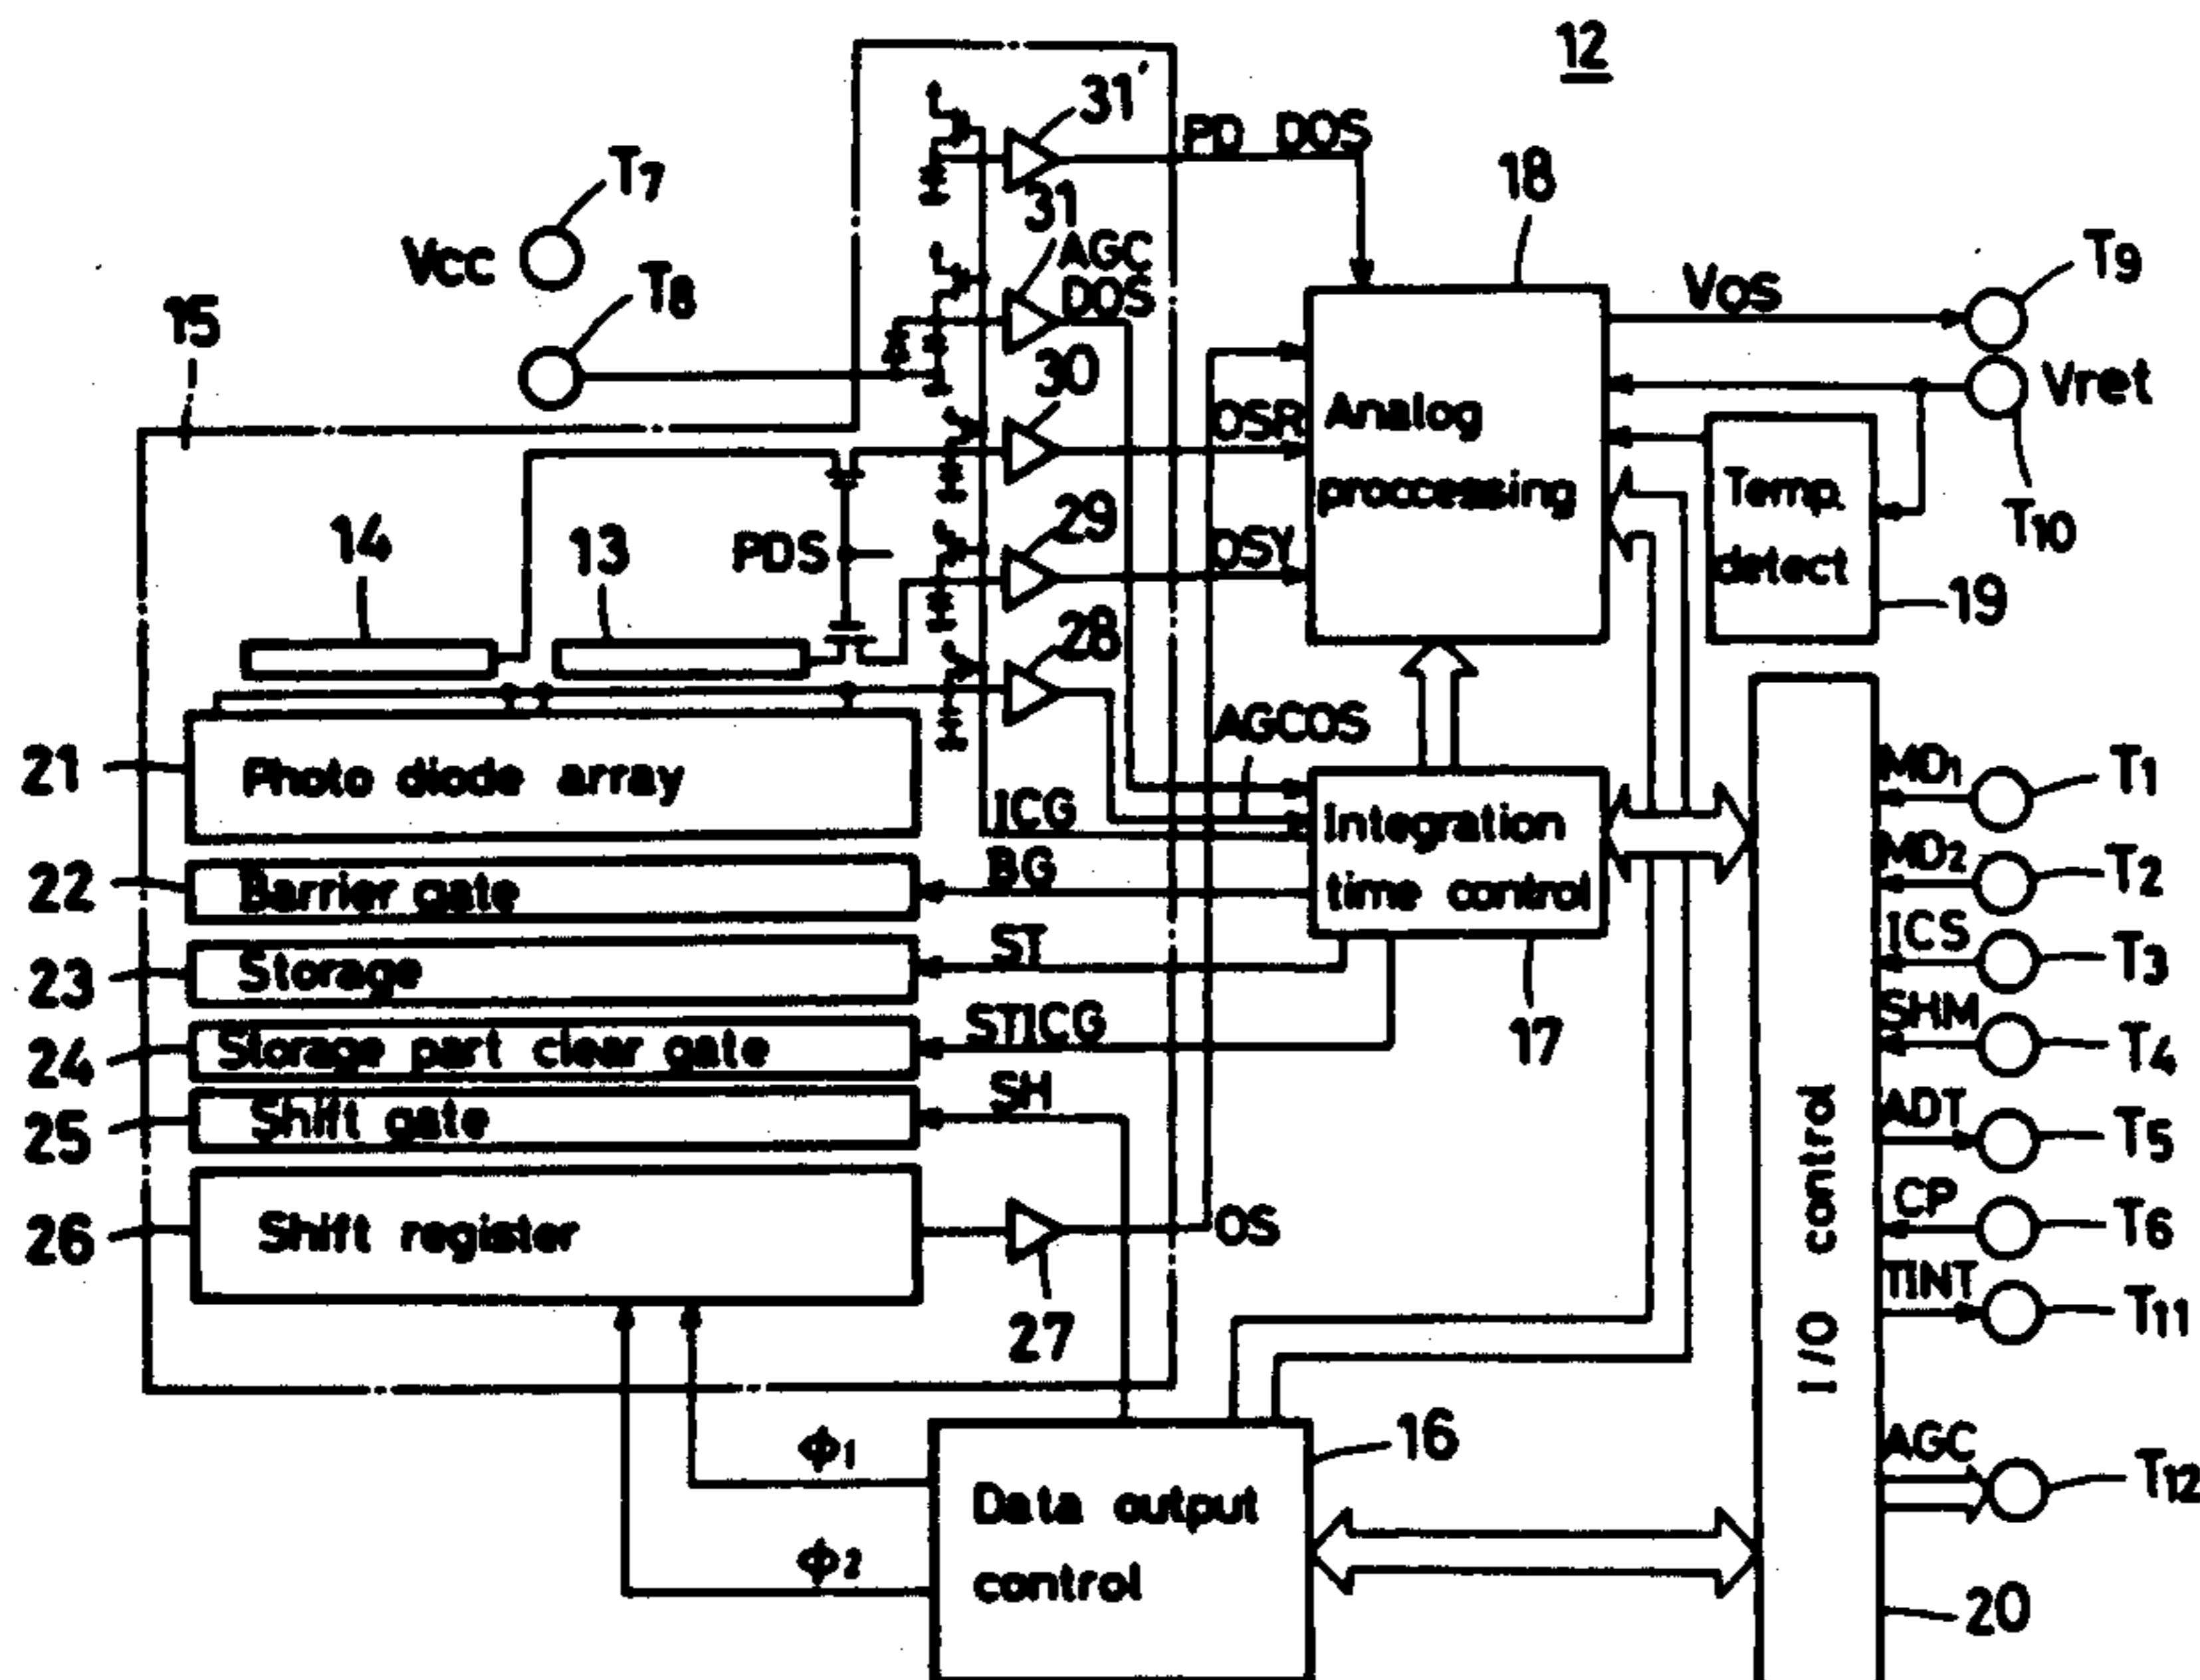 12
31'
PD DOS
T7
Vcc
T8
15
31
AGC
DOS
18
VOS
T9
30
OSR
Analog
proccessing
Vret
T10
Temp.
detect
19
14
13
PDS
29
OSY
28
AGCOS
21
Photo diode array
ICG
Integration
time control
MD1
T1
22
Barrier gate
BG
MD2
T2
23
Storage
ST
ICS
T3
24
Storage part clear gate
STICG
17
SHM
T4
25
Shift gate
SH
ADT
T5
26
Shift register
OS
CP
T6
27
TINT
T11
I/O control
φ1
16
AGC
T12
Data output
control
φ2
20